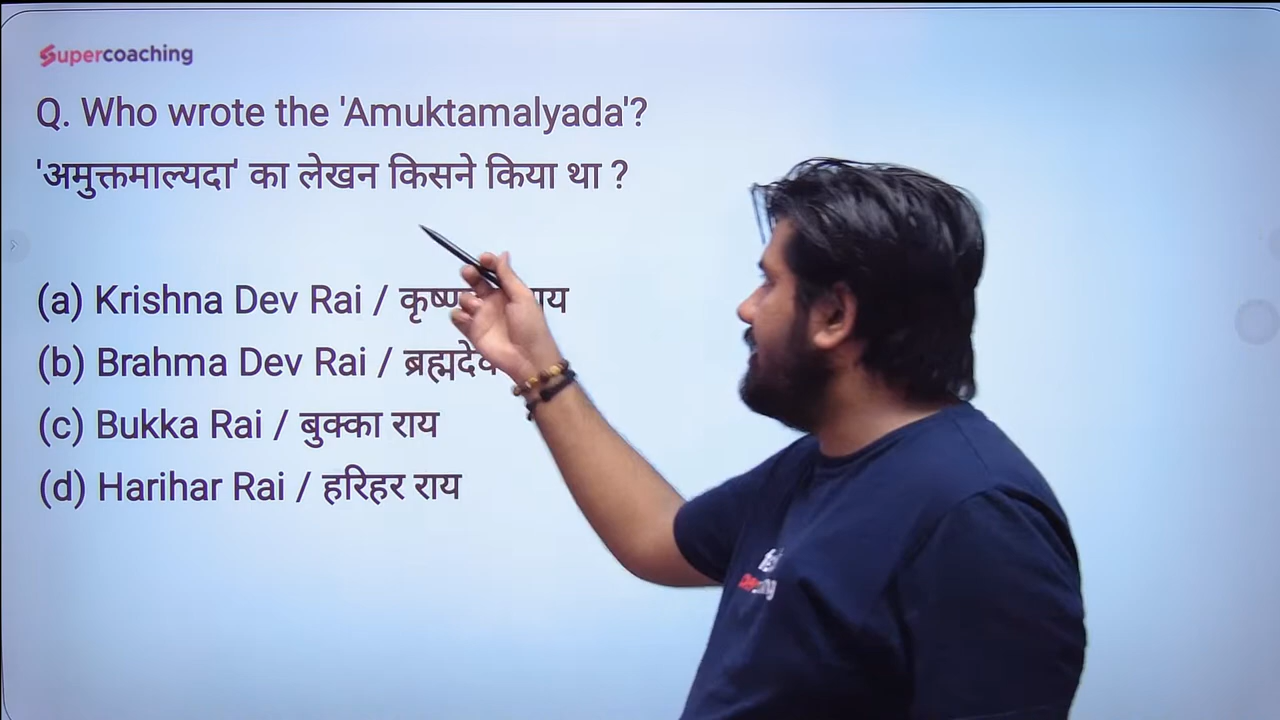 Supercoaching
Q. Who wrote the 'Amuktamalyada'?
'अमुक्तमाल्यदा' का लेखन किसने किया था ?
(a) Krishna Dev Rai /
(b) Brahma Dev Rai /
(c) Bukka Rai / बुक्का राय
(d) Harihar Rai / हरिहर राय